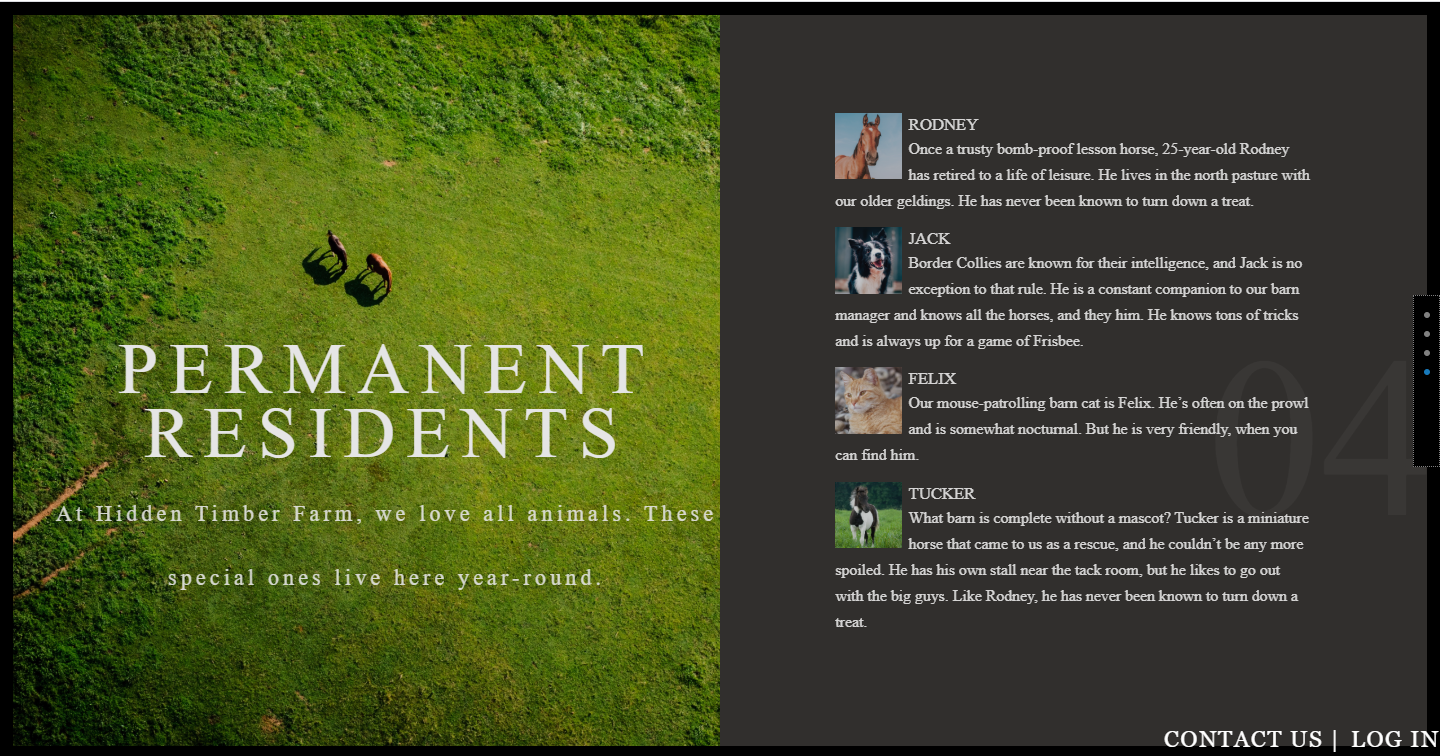 PERMANENT
RESIDENTS
At Hidden Timber Farm, we love all animals. These
special ones live here year-round.
RODNEY
Once a trusty bomb-proof lesson horse, 25-year-old Rodney
has retired to a life of leisure. He lives in the north pasture with
our older geldings. He has never been known to turn down a treat.
JACK
Border Collies are known for their intelligence, and Jack is no
exception to that rule. He is a constant companion to our barn
manager and knows all the horses, and they him. He knows tons of tricks
and is always up for a game of Frisbee.
FELIX
Our mouse-patrolling barn cat is Felix. He’s often on the prowl
and is somewhat nocturnal. But he is very friendly, when you
can find him.
TUCKER
What barn is complete without a mascot? Tucker is a miniature
horse that came to us as a rescue, and he couldn’t be any more
spoiled. He has his own stall near the tack room, but he likes to go out
with the big guys. Like Rodney, he has never been known to turn down a
treat.
04
CONTACT US | LOG IN